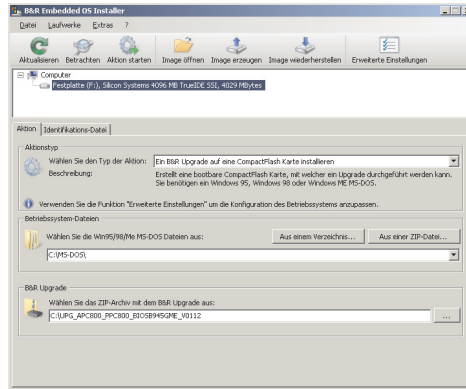 B&R Embedded OS Installer
Datei Laufwerke Extras ?
Aktualisieren Betrachten Aktion starten Image öffnen Image erzeugen Image wiederherstellen Erweiterte Einstellungen
Computer
Festplatte (F:), Silicon Systems 4096 MB TrueIDE SSI, 4029 MBytes
Aktion Identifikations-Datei
Aktionstyp
Wählen Sie den Typ der Aktion: Ein B&R Upgrade auf eine CompactFlash Karte installieren
Beschreibung: Erstellt eine bootbare CompactFlash Karte, mit welcher ein Upgrade durchgeführt werden kann.
Sie benötigen ein Windows 95, Windows 98 oder Windows ME MS-DOS.
Verwenden Sie die Funktion "Erweiterte Einstellungen" um die Konfiguration des Betriebssystems anzupassen.
Betriebssystem-Dateien
Wählen Sie die Win95/98/Me MS-DOS Dateien aus: Aus einem Verzeichnis... Aus einer ZIP-Datei...
C:\MS-DOS\
B&R Upgrade
Wählen Sie das ZIP-Archiv mit dem B&R Upgrade aus:
C:\UPG_APC800_PPC800_BIOSB945GME_V0112 ...